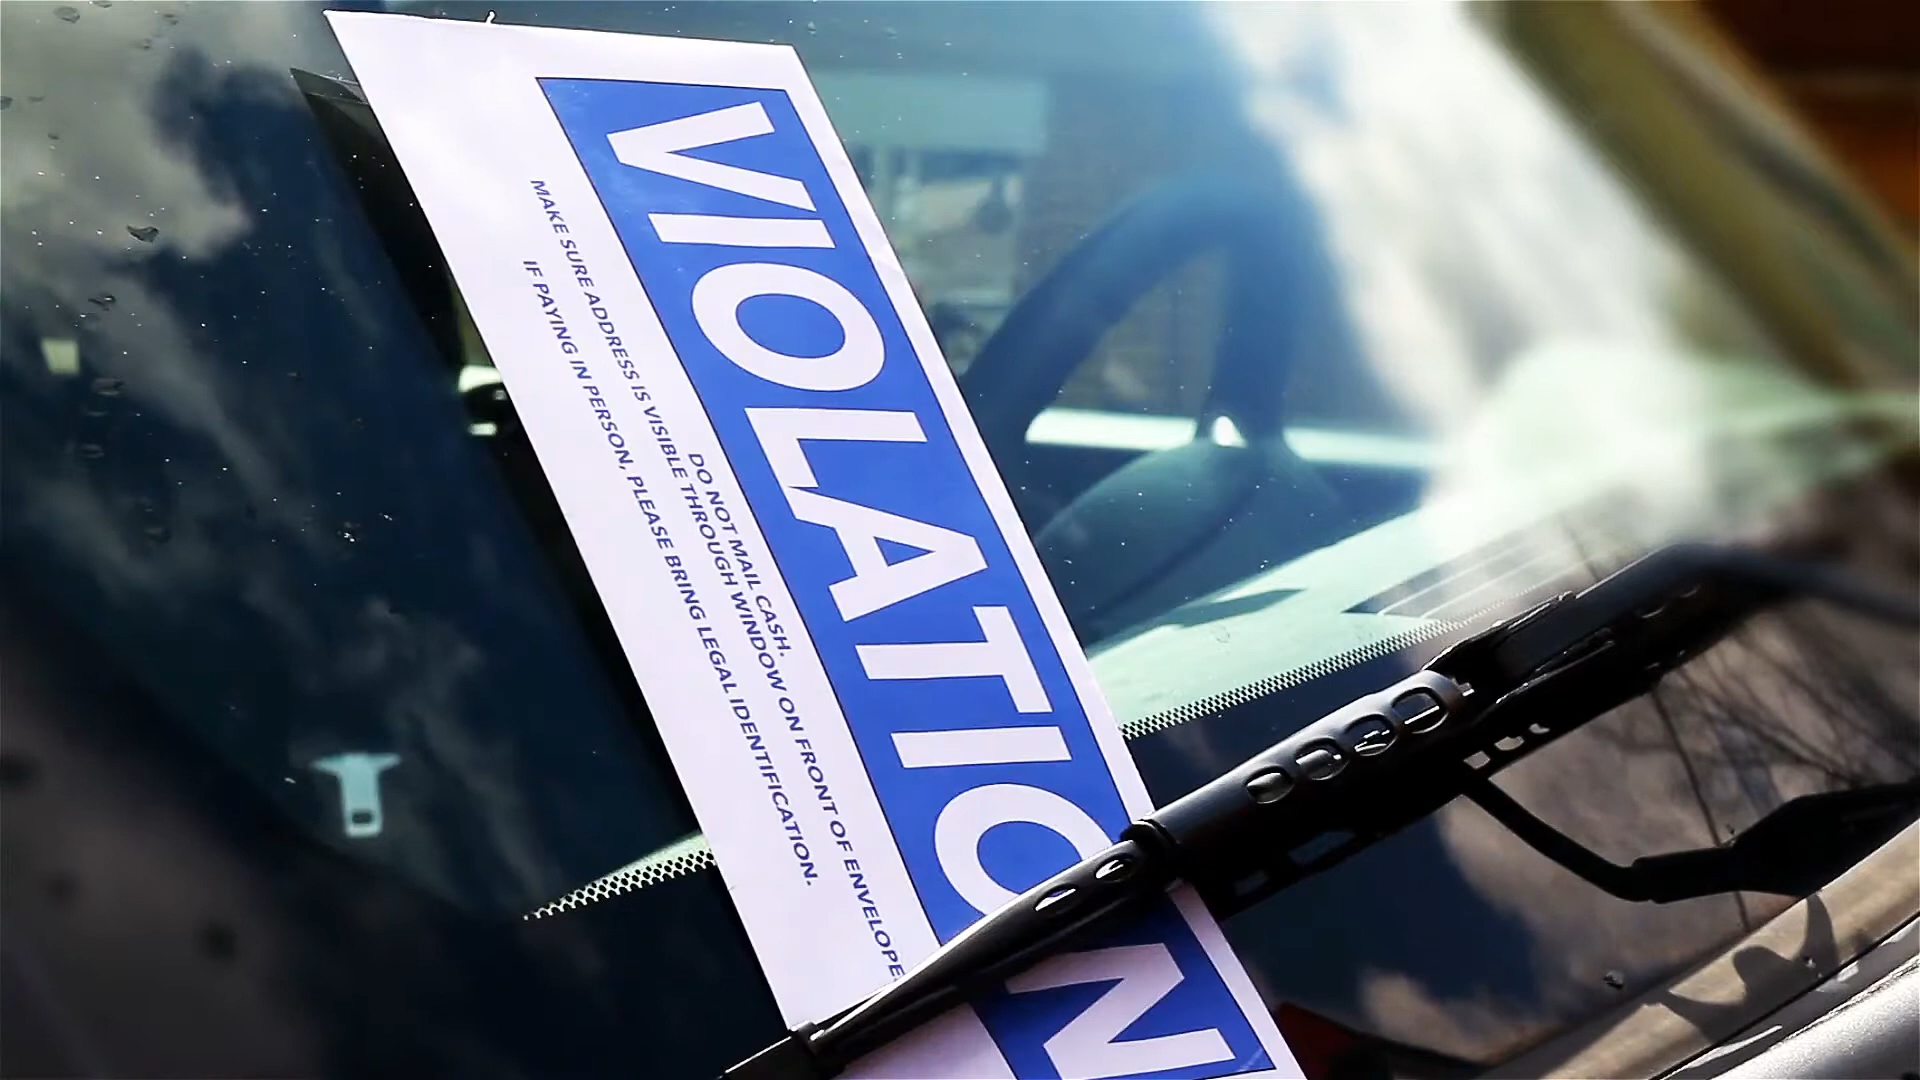 VIOLATION
DO NOT MAIL CASH.
MAKE SURE ADDRESS IS VISIBLE THROUGH WINDOW ON FRONT OF ENVELOPE.
IF PAYING IN PERSON, PLEASE BRING LEGAL IDENTIFICATION.